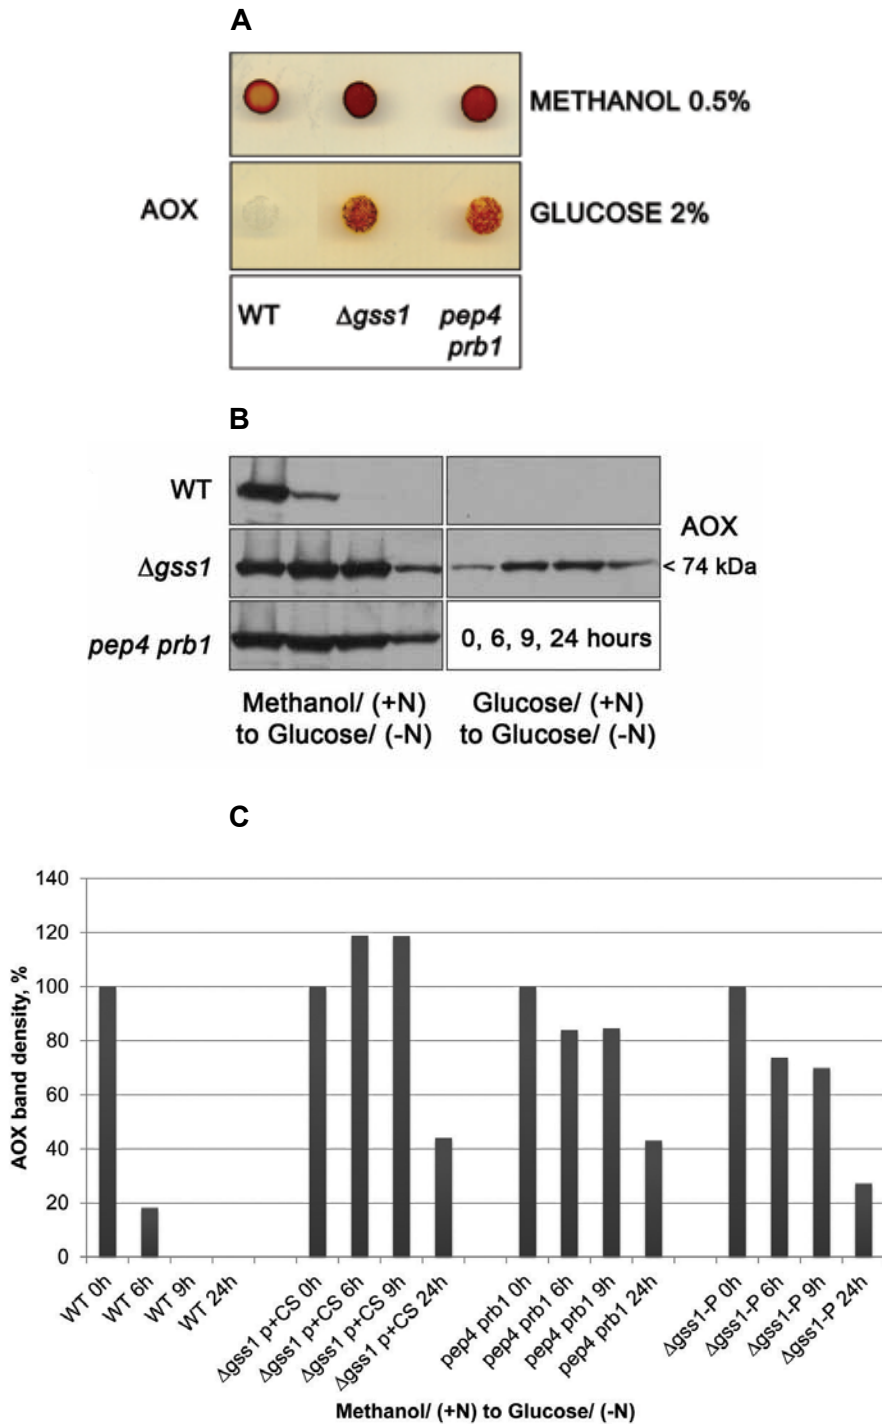 A
METHANOL 0.5%
AOX
GLUCOSE 2%
WT Δgss1 pep4
prb1
B
WT
AOX
Δgss1
< 74 kDa
pep4 prb1
0, 6, 9, 24 hours
Methanol/ (+N)
to Glucose/ (-N)
Glucose/ (+N)
to Glucose/ (-N)
C
AOX band density, %
140
120
100
80
60
40
20
0
WT 0h
WT 6h
WT 9h
WT 24h
Δgss1 p+CS 0h
Δgss1 p+CS 6h
Δgss1 p+CS 9h
Δgss1 p+CS 24h
pep4 prb1 0h
pep4 prb1 6h
pep4 prb1 9h
pep4 prb1 24h
Δgss1-P 0h
Δgss1-P 6h
Δgss1-P 9h
Δgss1-P 24h
Methanol/ (+N) to Glucose/ (-N)